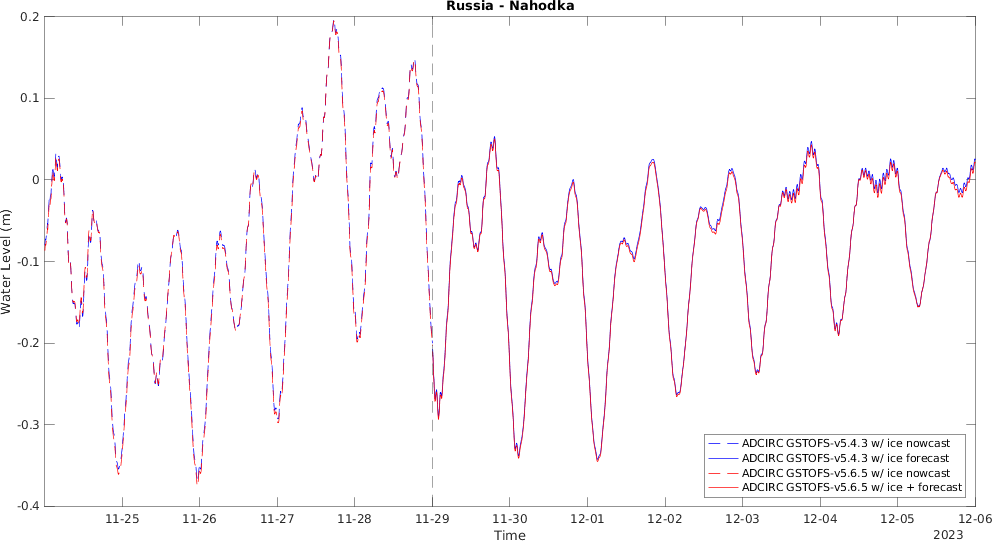 Russia - Nahodka
Water Level (m)
0.2
0.1
0
-0.1
-0.2
-0.3
-0.4
11-25 11-26 11-27 11-28 11-29 11-30 12-01 12-02 12-03 12-04 12-05 12-06
Time
2023
ADCIRC GSTOFS-v5.4.3 w/ ice nowcast
ADCIRC GSTOFS-v5.4.3 w/ ice forecast
ADCIRC GSTOFS-v5.6.5 w/ ice nowcast
ADCIRC GSTOFS-v5.6.5 w/ ice + forecast